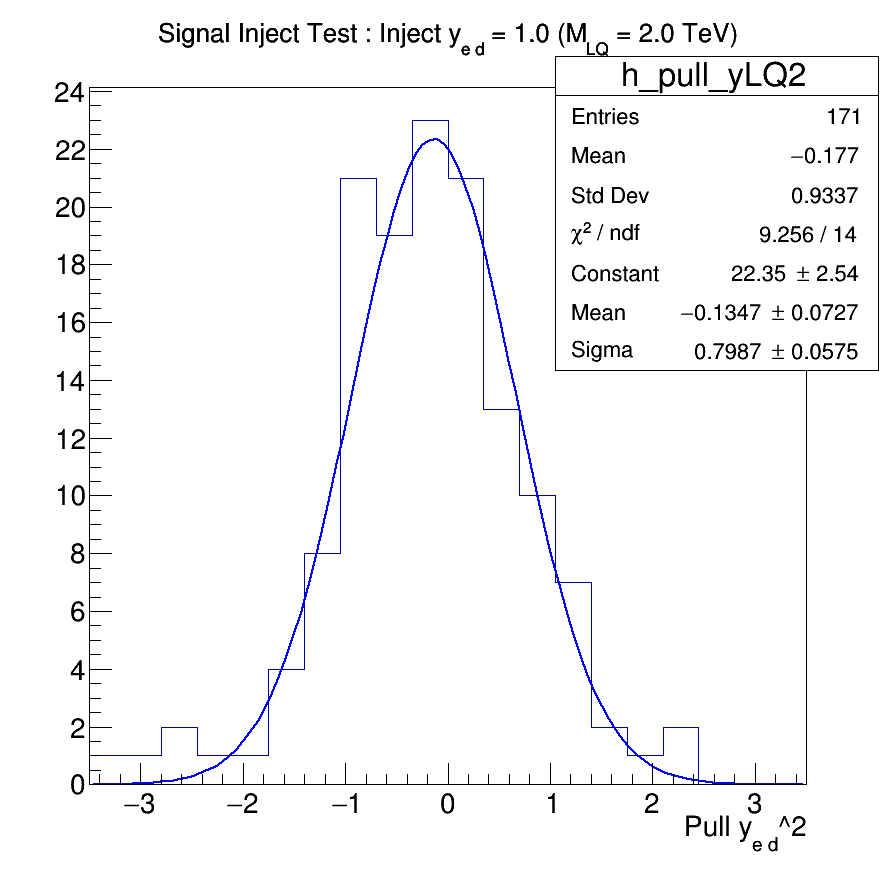 Signal Inject Test : Inject y_{e d} = 1.0 (M_{LQ} = 2.0 TeV)
h_pull_yLQ2
Entries 171
Mean −0.177
Std Dev 0.9337
χ² / ndf 9.256 / 14
Constant 22.35 ± 2.54
Mean −0.1347 ± 0.0727
Sigma 0.7987 ± 0.0575
24
22
20
18
16
14
12
10
8
6
4
2
0
−3 −2 −1 0 1 2 3
Pull y_{e d}^2